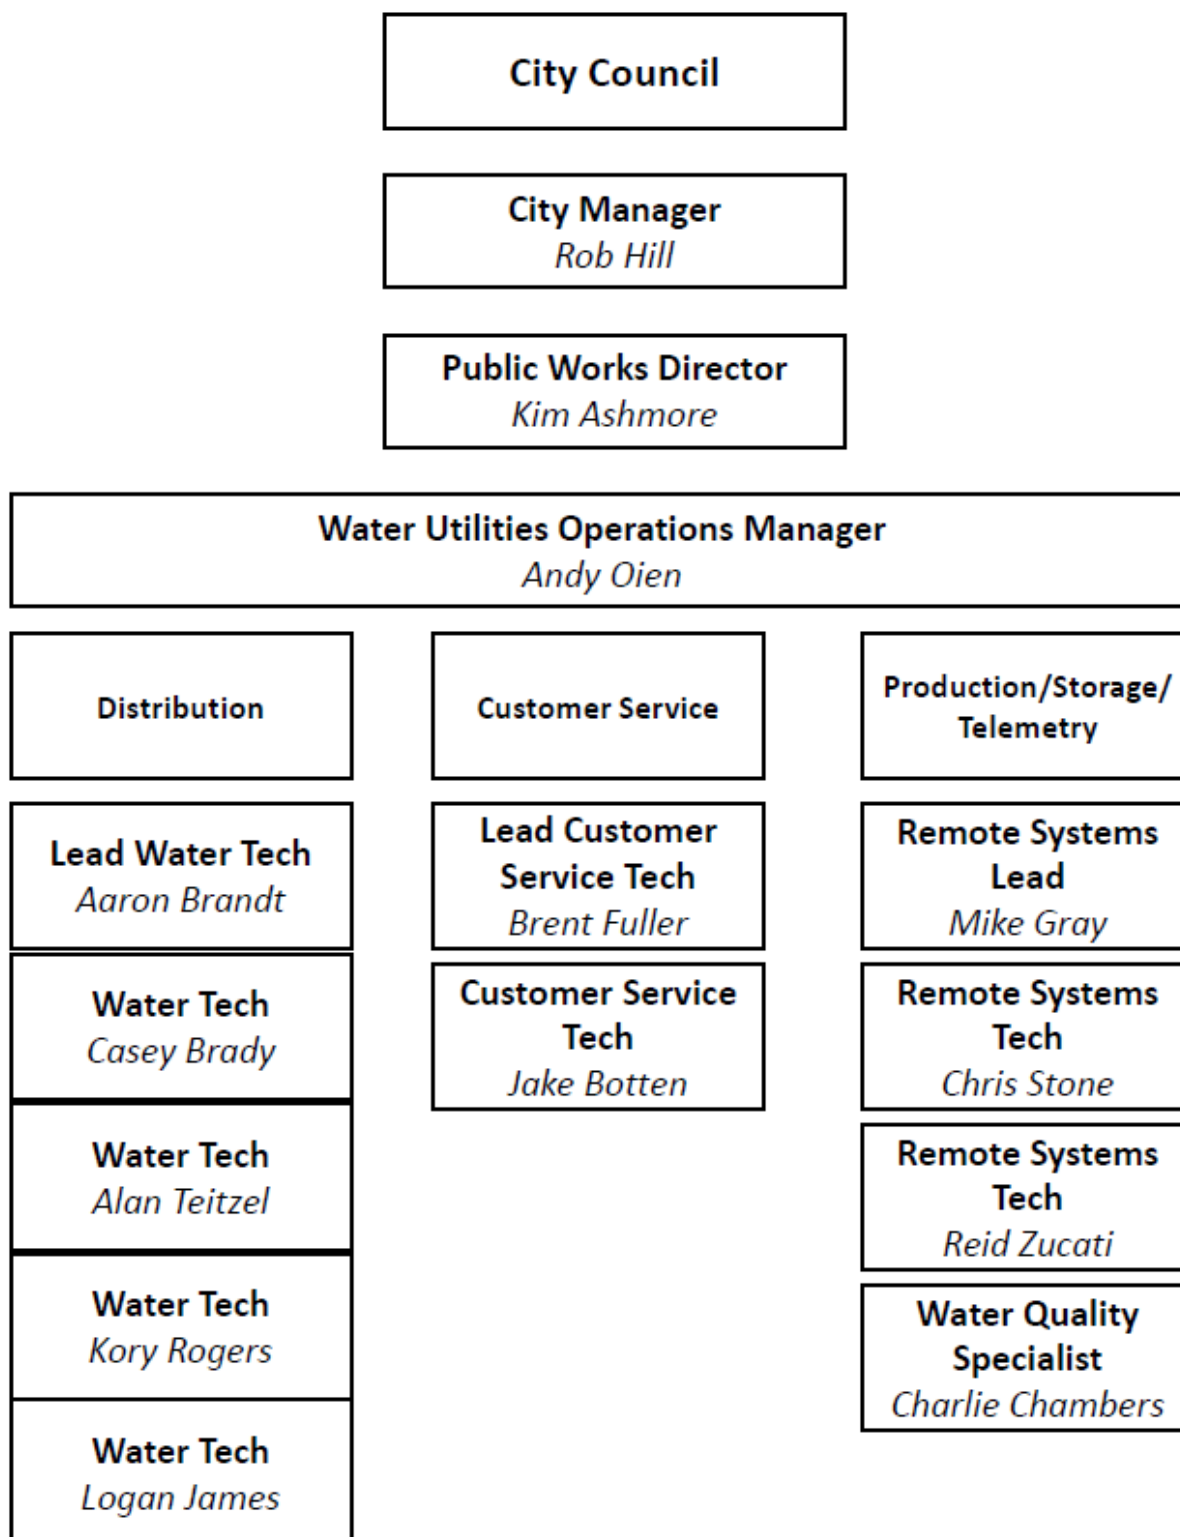 City Council
City Manager
Rob Hill
Public Works Director
Kim Ashmore
Water Utilities Operations Manager
Andy Oien
Distribution
Lead Water Tech
Aaron Brandt
Water Tech
Casey Brady
Water Tech
Alan Teitzel
Water Tech
Kory Rogers
Water Tech
Logan James
Customer Service
Lead Customer
Service Tech
Brent Fuller
Customer Service
Tech
Jake Botten
Production/Storage/
Telemetry
Remote Systems
Lead
Mike Gray
Remote Systems
Tech
Chris Stone
Remote Systems
Tech
Reid Zucati
Water Quality
Specialist
Charlie Chambers